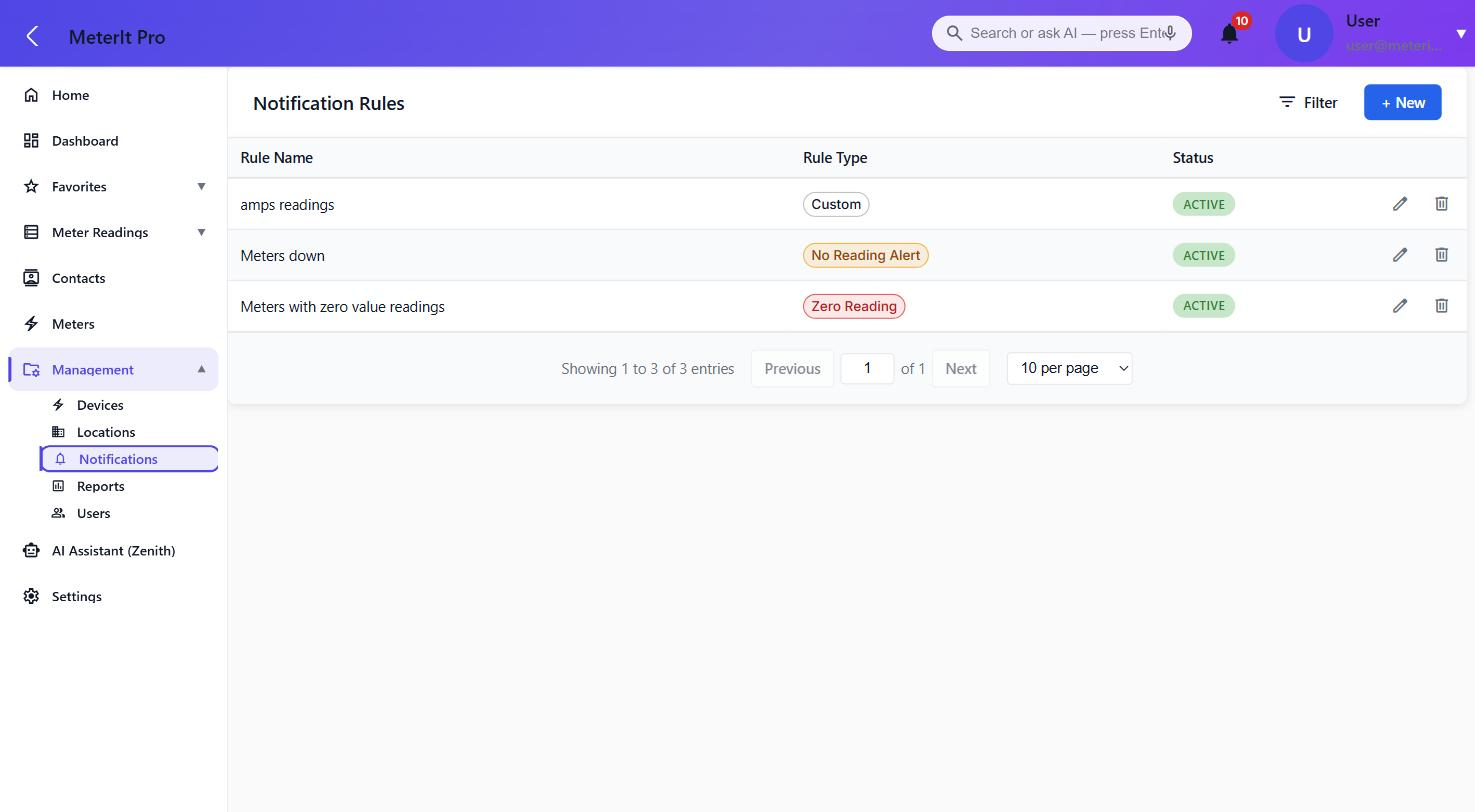 MeterIt Pro
Search or ask AI — press Ente
10
U
User
user@meteri...
Home
Dashboard
Favorites
Meter Readings
Contacts
Meters
Management
Devices
Locations
Notifications
Reports
Users
AI Assistant (Zenith)
Settings
Notification Rules
Filter
+ New
Rule Name Rule Type Status
amps readings Custom ACTIVE
Meters down No Reading Alert ACTIVE
Meters with zero value readings Zero Reading ACTIVE
Showing 1 to 3 of 3 entries Previous 1 of 1 Next 10 per page